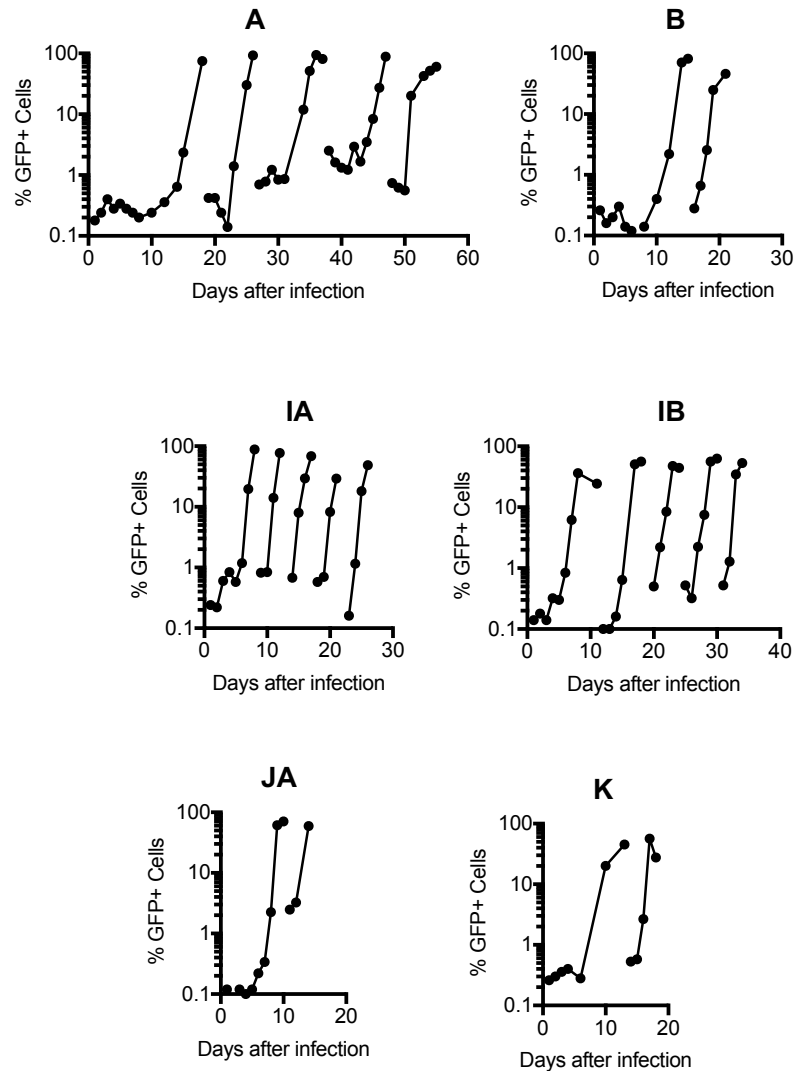 A
% GFP+ Cells
100
10
1
0.1
0 10 20 30 40 50 60
Days after infection
B
% GFP+ Cells
100
10
1
0.1
0 10 20 30
Days after infection
IA
% GFP+ Cells
100
10
1
0.1
0 10 20 30
Days after infection
IB
% GFP+ Cells
100
10
1
0.1
0 10 20 30 40
Days after infection
JA
% GFP+ Cells
100
10
1
0.1
0 10 20
Days after infection
K
% GFP+ Cells
100
10
1
0.1
0 10 20
Days after infection